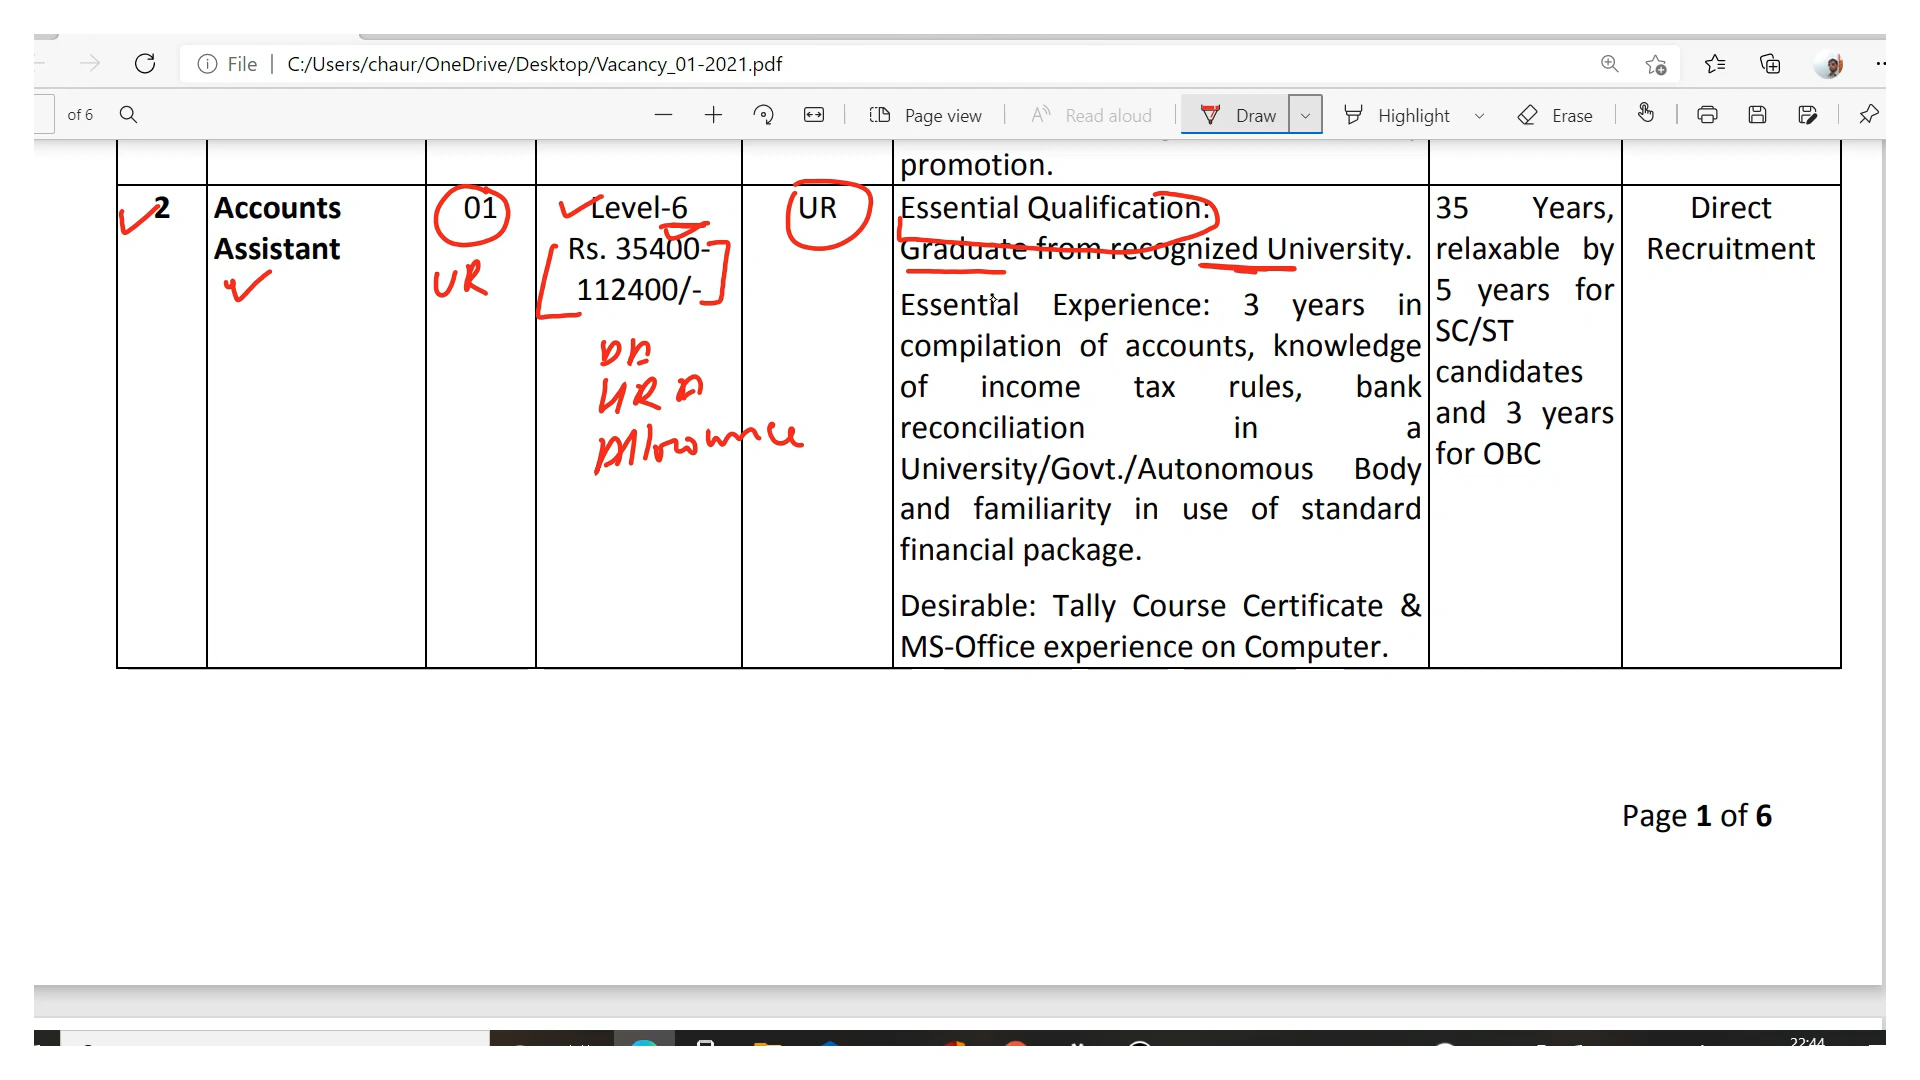 File
C:/Users/chaur/OneDrive/Desktop/Vacancy_01-2021.pdf
of 6
Page view
Read aloud
Draw
Highlight
Erase
promotion.
2
Accounts
Assistant
01
UR
Level-6
Rs. 35400-
112400/-
DA
HRA
Allowance
UR
Essential Qualification:
Graduate from recognized University.
Essential Experience: 3 years in
compilation of accounts, knowledge
of income tax rules, bank
reconciliation in a
University/Govt./Autonomous Body
and familiarity in use of standard
financial package.
Desirable: Tally Course Certificate &
MS-Office experience on Computer.
35 Years,
relaxable by
5 years for
SC/ST
candidates
and 3 years
for OBC
Direct
Recruitment
Page 1 of 6
22:44